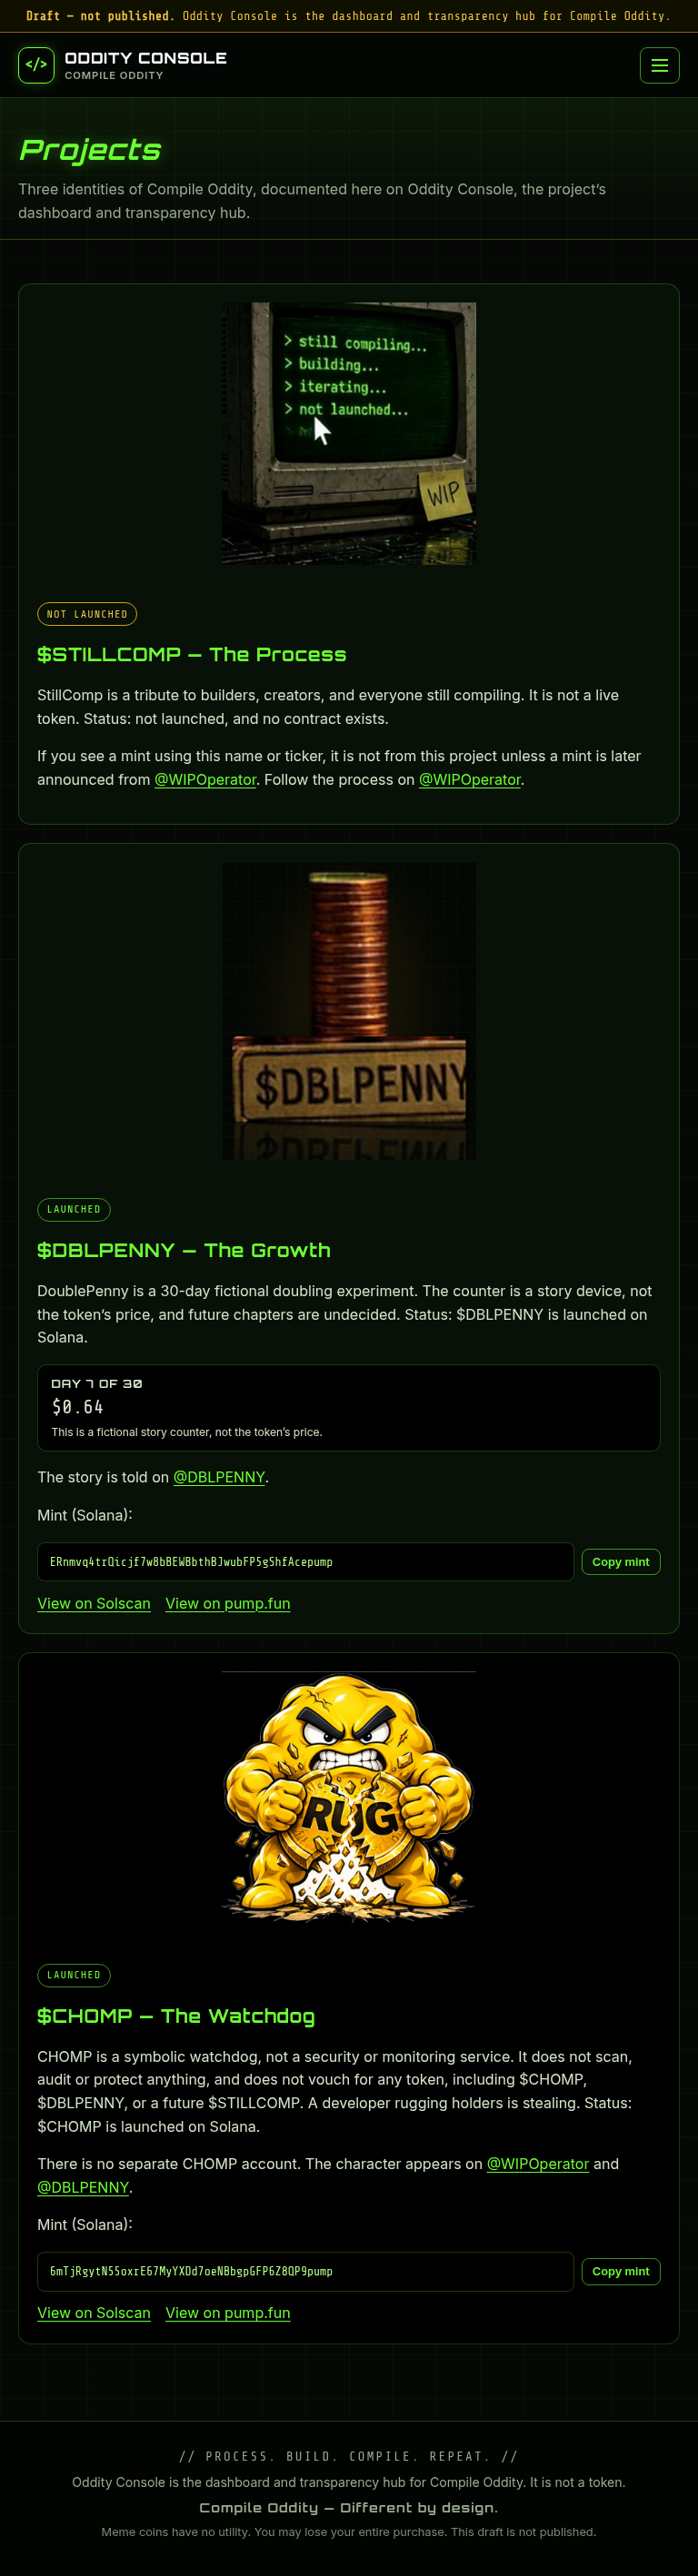 Draft — not published. Oddity Console is the dashboard and transparency hub for Compile Oddity.
</> ODDITY CONSOLE
COMPILE ODDITY
Projects
Three identities of Compile Oddity, documented here on Oddity Console, the project’s
dashboard and transparency hub.
> still compiling...
> building...
> iterating...
> not launched...
WIP
NOT LAUNCHED
$STILLCOMP — The Process
StillComp is a tribute to builders, creators, and everyone still compiling. It is not a live
token. Status: not launched, and no contract exists.
If you see a mint using this name or ticker, it is not from this project unless a mint is later
announced from @WIPOperator. Follow the process on @WIPOperator.
$DBLPENNY
LAUNCHED
$DBLPENNY — The Growth
DoublePenny is a 30-day fictional doubling experiment. The counter is a story device, not
the token’s price, and future chapters are undecided. Status: $DBLPENNY is launched on
Solana.
DAY 7 OF 30
$0.64
This is a fictional story counter, not the token’s price.
The story is told on @DBLPENNY.
Mint (Solana):
ERnmvq4trQicjf7w8bBEWBbthBJwubFP5gShfAcepump Copy mint
View on Solscan View on pump.fun
RUG
LAUNCHED
$CHOMP — The Watchdog
CHOMP is a symbolic watchdog, not a security or monitoring service. It does not scan,
audit or protect anything, and does not vouch for any token, including $CHOMP,
$DBLPENNY, or a future $STILLCOMP. A developer rugging holders is stealing. Status:
$CHOMP is launched on Solana.
There is no separate CHOMP account. The character appears on @WIPOperator and
@DBLPENNY.
Mint (Solana):
6mTjRgytN55oxrE67MyYXDd7oeNBbgpGFP6Z8QP9pump Copy mint
View on Solscan View on pump.fun
// PROCESS. BUILD. COMPILE. REPEAT. //
Oddity Console is the dashboard and transparency hub for Compile Oddity. It is not a token.
Compile Oddity — Different by design.
Meme coins have no utility. You may lose your entire purchase. This draft is not published.